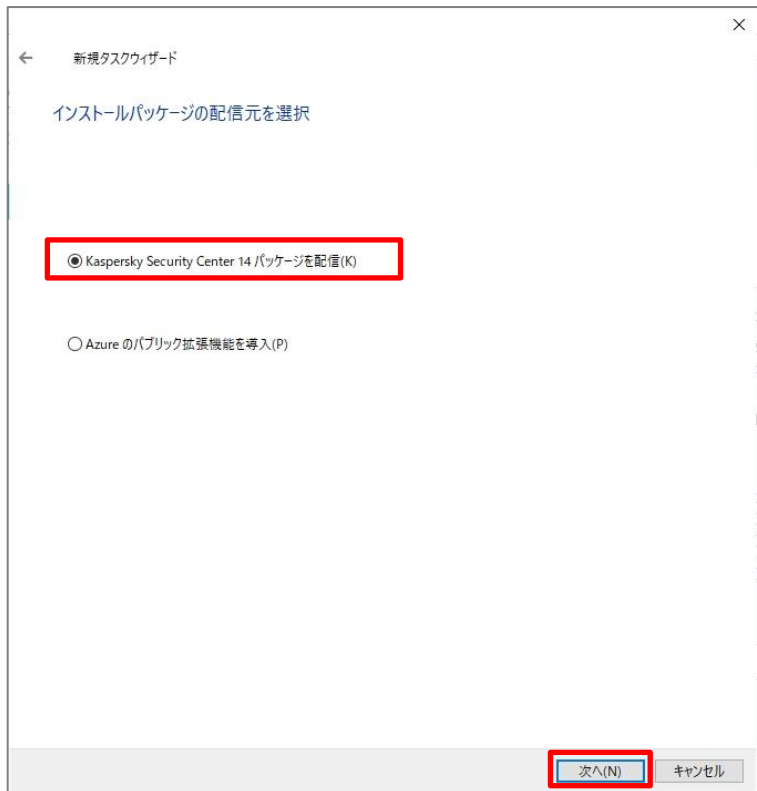 新規タスクウィザード
インストールパッケージの配信元を選択
Kaspersky Security Center 14 パッケージを配信(K)
Azure のパブリック拡張機能を導入(P)
次へ(N) キャンセル